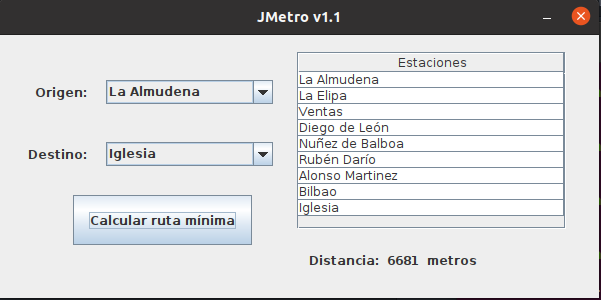 JMetro v1.1
Origen: La Almudena
Destino: Iglesia
Calcular ruta mínima
Estaciones
La Almudena
La Elipa
Ventas
Diego de León
Nuñez de Balboa
Rubén Darío
Alonso Martinez
Bilbao
Iglesia
Distancia: 6681 metros